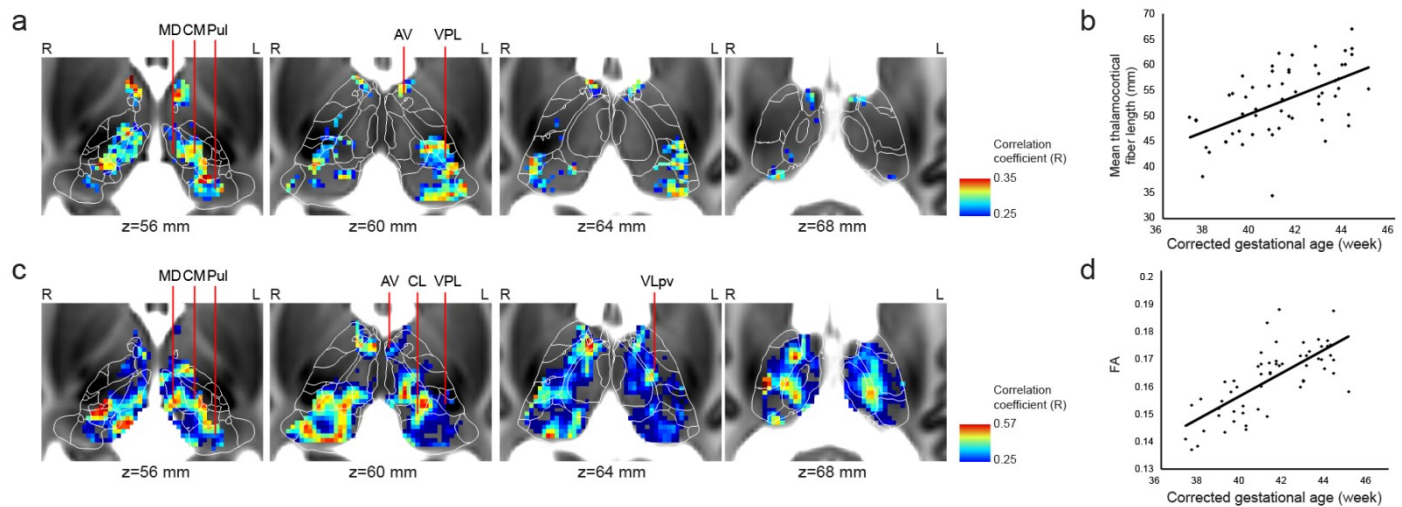 a
MD CM Pul
AV
VPL
R
L
R
L
R
L
R
L
z=56 mm
z=60 mm
z=64 mm
z=68 mm
Correlation
coefficient (R)
0.35
0.25
b
Mean thalamocortical
fiber length (mm)
70
65
60
55
50
45
40
35
30
36
38
40
42
44
46
Corrected gestational age (week)
c
MD CM Pul
AV
CL
VPL
VLpv
R
L
R
L
R
L
R
L
z=56 mm
z=60 mm
z=64 mm
z=68 mm
Correlation
coefficient (R)
0.57
0.25
d
FA
0.2
0.19
0.18
0.17
0.16
0.15
0.14
0.13
36
38
40
42
44
46
Corrected gestational age (week)